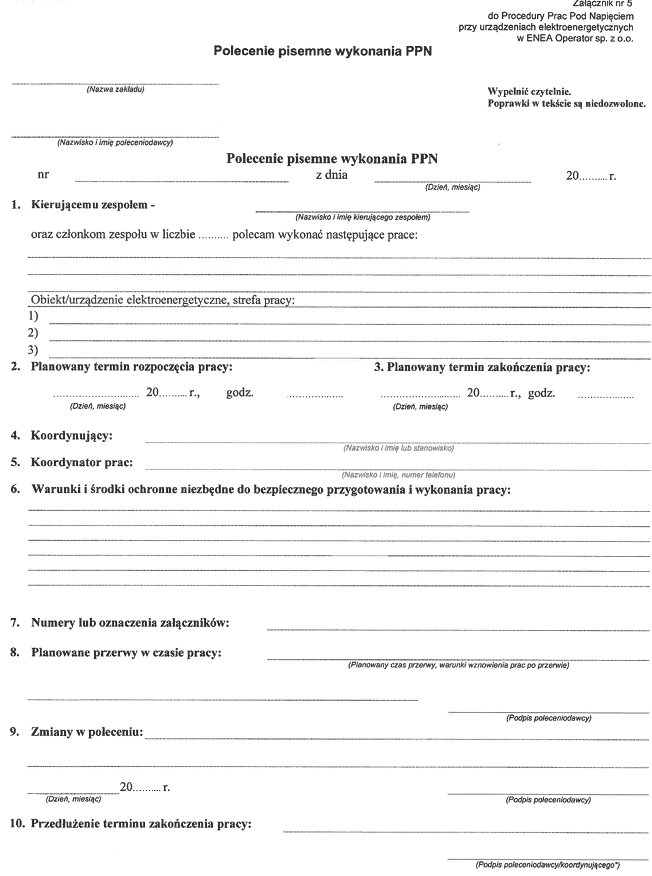 Załącznik nr 5
do Procedury Prac Pod Napięciem
przy urządzeniach elektroenergetycznych
w ENEA Operator sp. z o.o.
Polecenie pisemne wykonania PPN
(Nazwa zakładu)
Wypełnić czytelnie.
Poprawki w tekście są niedozwolone.
(Nazwisko i imię poleceniodawcy)
Polecenie pisemne wykonania PPN
nr z dnia 20......... r.
(Dzień, miesiąc)
1. Kierującemu zespołem -
(Nazwisko i imię kierującego zespołem)
oraz członkom zespołu w liczbie .......... polecam wykonać następujące prace:
Obiekt/urządzenie elektroenergetyczne, strefa pracy:
1)
2)
3)
2. Planowany termin rozpoczęcia pracy: 3. Planowany termin zakończenia pracy:
............................ 20......... r., godz. .................. .......................... 20......... r., godz. ..................
(Dzień, miesiąc) (Dzień, miesiąc)
4. Koordynujący:
(Nazwisko i imię lub stanowisko)
5. Koordynator prac:
(Nazwisko i imię, numer telefonu)
6. Warunki i środki ochronne niezbędne do bezpiecznego przygotowania i wykonania pracy:
7. Numery lub oznaczenia załączników:
8. Planowane przerwy w czasie pracy:
(Planowany czas przerwy, warunki wznowienia prac po przerwie)
(Podpis poleceniodawcy)
9. Zmiany w poleceniu:
20......... r.
(Dzień, miesiąc) (Podpis poleceniodawcy)
10. Przedłużenie terminu zakończenia pracy:
(Podpis poleceniodawcy/koordynującego*)